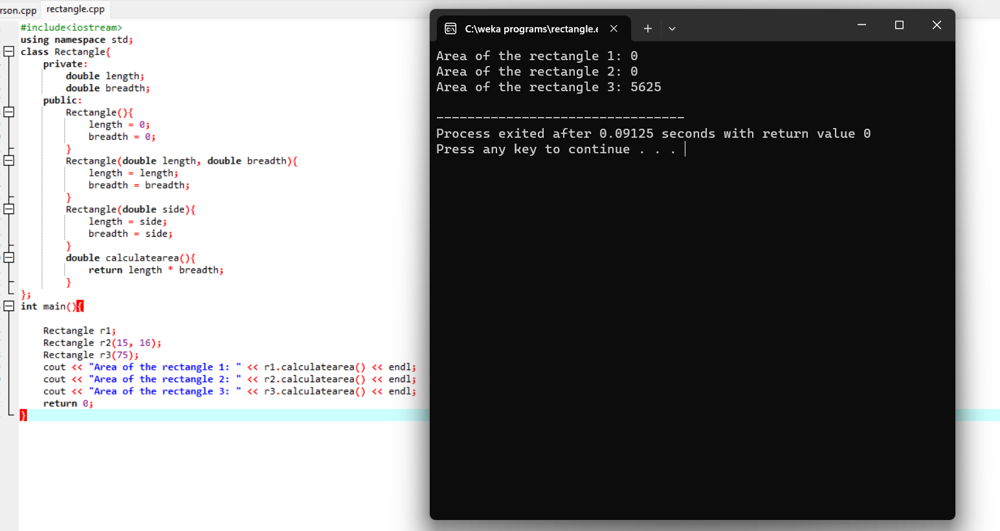 rson.cpp rectangle.cpp
#include<iostream>
using namespace std;
class Rectangle{
    private:
        double length;
        double breadth;
    public:
        Rectangle(){
            length = 0;
            breadth = 0;
        }
        Rectangle(double length, double breadth){
            length = length;
            breadth = breadth;
        }
        Rectangle(double side){
            length = side;
            breadth = side;
        }
        double calculatearea(){
            return length * breadth;
        }
};
int main(){
    Rectangle r1;
    Rectangle r2(15, 16);
    Rectangle r3(75);
    cout << "Area of the rectangle 1: " << r1.calculatearea() << endl;
    cout << "Area of the rectangle 2: " << r2.calculatearea() << endl;
    cout << "Area of the rectangle 3: " << r3.calculatearea() << endl;
    return 0;
}
C:\weka programs\rectangle.e
Area of the rectangle 1: 0
Area of the rectangle 2: 0
Area of the rectangle 3: 5625
--------------------------------
Process exited after 0.09125 seconds with return value 0
Press any key to continue . . .